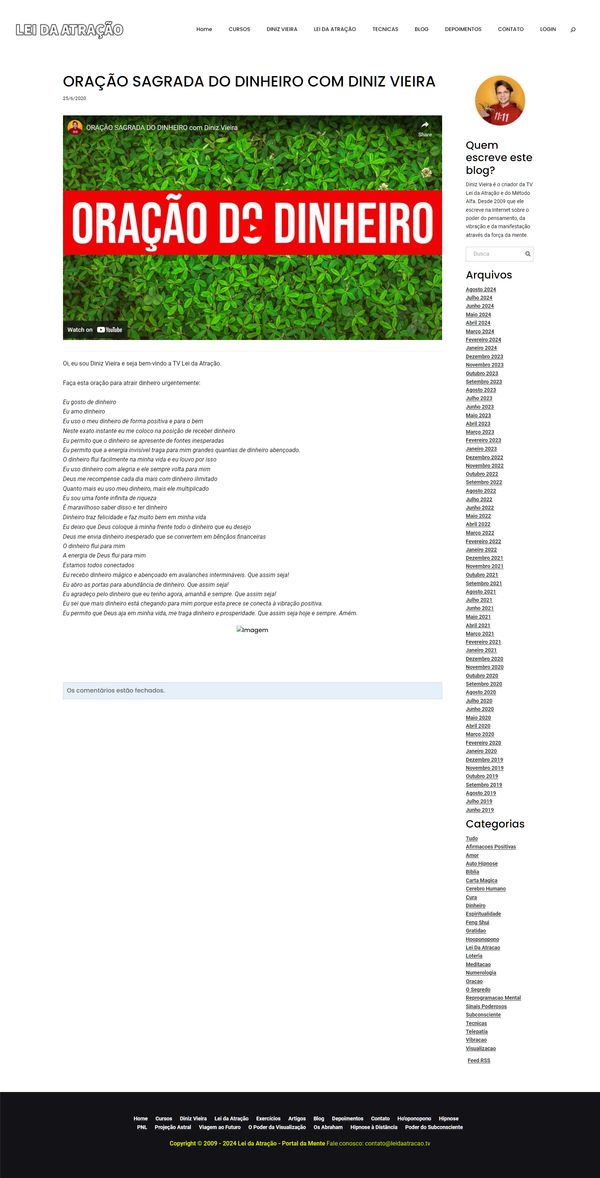 LEI DA ATRAÇÃO
Home CURSOS DINIZ VIEIRA LEI DA ATRAÇÃO TECNICAS BLOG DEPOIMENTOS CONTATO LOGIN
ORAÇÃO SAGRADA DO DINHEIRO COM DINIZ VIEIRA
25/6/2020
ORAÇÃO SAGRADA DO DINHEIRO com Diniz Vieira
Share
ORAÇÃO DO DINHEIRO
Watch on YouTube
Oi, eu sou Diniz Vieira e seja bem-vindo a TV Lei da Atração.
Faça esta oração para atrair dinheiro urgentemente:
Eu gosto de dinheiro
Eu amo dinheiro
Eu uso o meu dinheiro de forma positiva e para o bem
Neste exato instante eu me coloco na posição de receber dinheiro
Eu permito que o dinheiro se apresente de fontes inesperadas
Eu permito que a energia invisível traga para mim grandes quantias de dinheiro abençoado.
O dinheiro flui facilmente na minha vida e eu louvo por isso
Eu uso dinheiro com alegria e ele sempre volta para mim
Deus me recompense cada dia mais com dinheiro ilimitado
Quanto mais eu uso meu dinheiro, mais ele multiplicado
Eu sou uma fonte infinita de riqueza
É maravilhoso saber disso e ter dinheiro
Dinheiro traz felicidade e faz muito bem em minha vida
Eu deixo que Deus coloque à minha frente todo o dinheiro que eu desejo
Deus me envia dinheiro inesperado que se convertem em bênçãos financeiras
O dinheiro flui para mim
A energia de Deus flui para mim
Estamos todos conectados
Eu recebo dinheiro mágico e abençoado em avalanches intermináveis. Que assim seja!
Eu abro as portas para abundância de dinheiro. Que assim seja!
Eu agradeço pelo dinheiro que eu tenho agora, amanhã e sempre. Que assim seja!
Eu sei que mais dinheiro está chegando para mim porque esta prece se conecta à vibração positiva.
Eu permito que Deus aja em minha vida, me traga dinheiro e prosperidade. Que assim seja hoje e sempre. Amém.
Imagem
Os comentários estão fechados.
11:11
Quem
escreve este
blog?
Diniz Vieira é o criador da TV
Lei da Atração e do Método
Alfa. Desde 2009 que ele
escreve na Internet sobre o
poder do pensamento, da
vibração e da manifestação
através da força da mente.
Busca
Arquivos
Agosto 2024
Julho 2024
Junho 2024
Maio 2024
Abril 2024
Março 2024
Fevereiro 2024
Janeiro 2024
Dezembro 2023
Novembro 2023
Outubro 2023
Setembro 2023
Agosto 2023
Julho 2023
Junho 2023
Maio 2023
Abril 2023
Março 2023
Fevereiro 2023
Janeiro 2023
Dezembro 2022
Novembro 2022
Outubro 2022
Setembro 2022
Agosto 2022
Julho 2022
Junho 2022
Maio 2022
Abril 2022
Março 2022
Fevereiro 2022
Janeiro 2022
Dezembro 2021
Novembro 2021
Outubro 2021
Setembro 2021
Agosto 2021
Julho 2021
Junho 2021
Maio 2021
Abril 2021
Março 2021
Fevereiro 2021
Janeiro 2021
Dezembro 2020
Novembro 2020
Outubro 2020
Setembro 2020
Agosto 2020
Julho 2020
Junho 2020
Maio 2020
Abril 2020
Março 2020
Fevereiro 2020
Janeiro 2020
Dezembro 2019
Novembro 2019
Outubro 2019
Setembro 2019
Agosto 2019
Julho 2019
Junho 2019
Categorias
Tudo
Afirmacoes Positivas
Amor
Auto Hipnose
Biblia
Carta Magica
Cerebro Humano
Cura
Dinheiro
Espiritualidade
Feng Shui
Gratidao
Hooponopono
Lei Da Atracao
Loteria
Meditacao
Numerologia
Oracao
O Segredo
Reprogramacao Mental
Sinais Poderosos
Subconsciente
Tecnicas
Telepatia
Vibracao
Visualizacao
Feed RSS
Home Cursos Diniz Vieira Lei da Atração Exercícios Artigos Blog Depoimentos Contato Ho'oponopono Hipnose
PNL Projeção Astral Viagem ao Futuro O Poder da Visualização Os Abraham Hipnose à Distância Poder do Subconsciente
Copyright © 2009 - 2024 Lei da Atração - Portal da Mente Fale conosco: contato@leidaatracao.tv